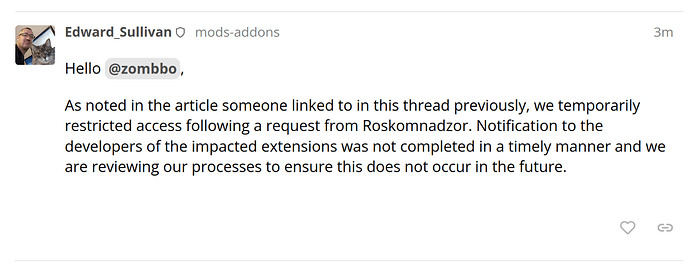 Edward_Sullivan mods-addons 3m
Hello @zombbo,
As noted in the article someone linked to in this thread previously, we temporarily
restricted access following a request from Roskomnadzor. Notification to the
developers of the impacted extensions was not completed in a timely manner and we
are reviewing our processes to ensure this does not occur in the future.